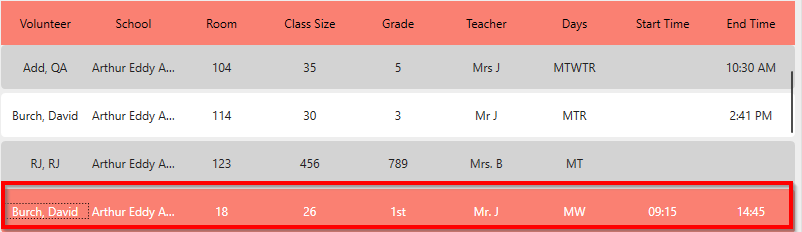 Volunteer School Room Class Size Grade Teacher Days Start Time End Time
Add, QA Arthur Eddy A... 104 35 5 Mrs J MTWTR 10:30 AM
Burch, David Arthur Eddy A... 114 30 3 Mr J MTR 2:41 PM
RJ, RJ Arthur Eddy A... 123 456 789 Mrs. B MT
Burch, David Arthur Eddy A... 18 26 1st Mr. J MW 09:15 14:45